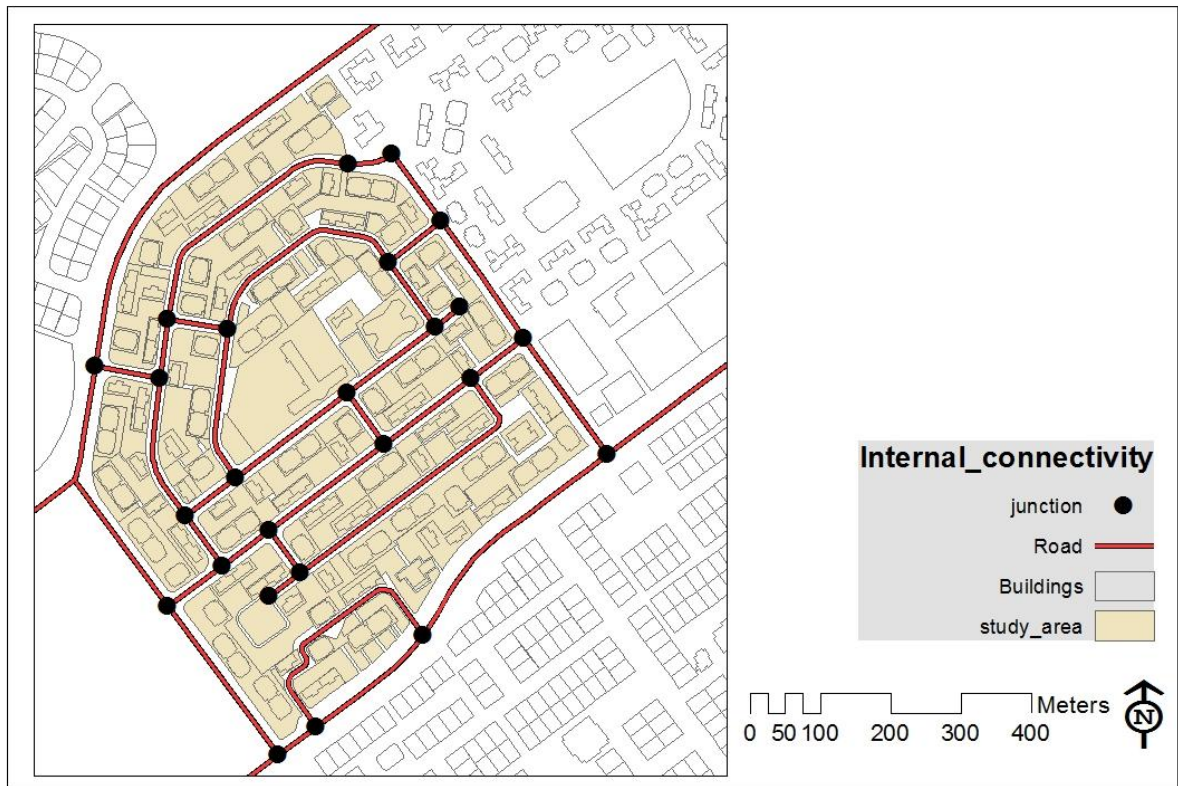 Internal_connectivity
junction
Road
Buildings
study_area
Meters
0 50 100 200 300 400
N